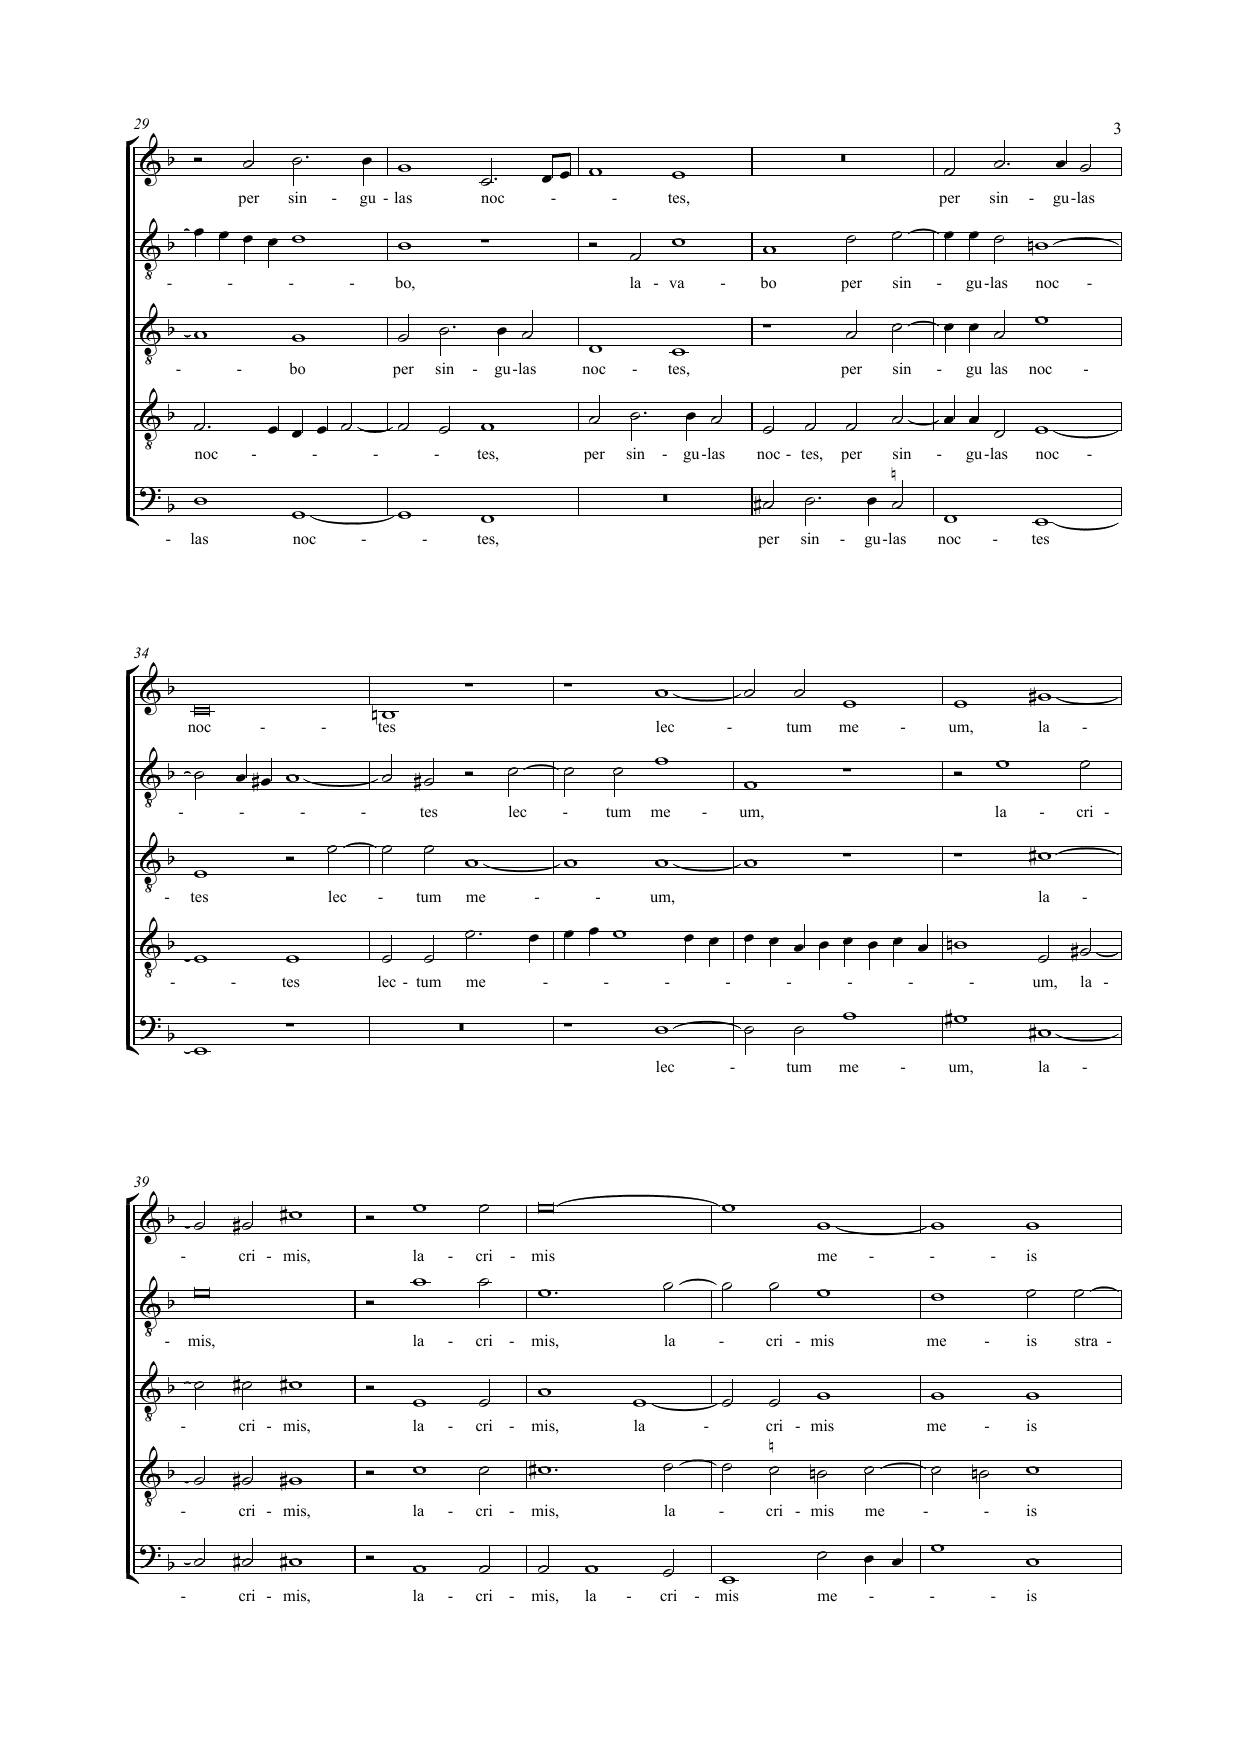 29
3
per sin - gu - las noc - - tes, per sin - gu-las
- - - - bo, la - va - bo per sin - gu-las noc -
- - bo per sin - gu-las noc - tes, per sin - gu las noc -
noc - - - - tes, per sin - gu-las noc - tes, per sin - gu-las noc -
- las noc - - tes, per sin - gu-las noc - tes
34
noc - - tes lec - tum me - um, la -
- - - - tes lec - tum me - um, la - cri -
- tes lec - tum me - - um, la -
- - tes lec - tum me - - - - - - - - um, la -
lec - tum me - um, la -
39
- cri - mis, la - cri - mis me - - is
- mis, la - cri - mis, la - cri - mis me - is stra -
- cri - mis, la - cri - mis, la - cri - mis me - is
- cri - mis, la - cri - mis, la - cri - mis me - - is
- cri - mis, la - cri - mis, la - cri - mis me - - - is